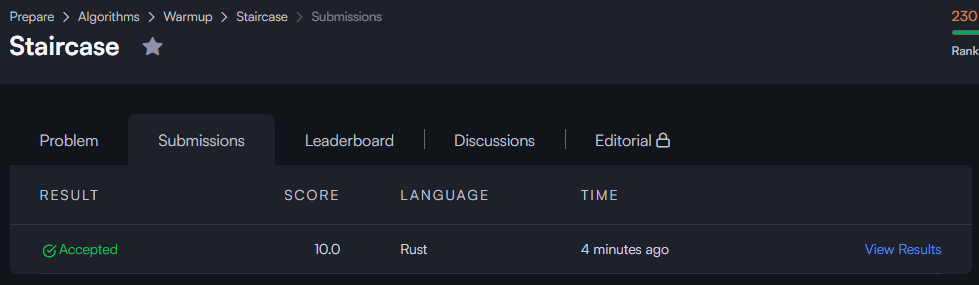 Prepare > Algorithms > Warmup > Staircase > Submissions
230
Staircase
Rank
Problem Submissions Leaderboard Discussions Editorial
RESULT SCORE LANGUAGE TIME
Accepted 10.0 Rust 4 minutes ago View Results